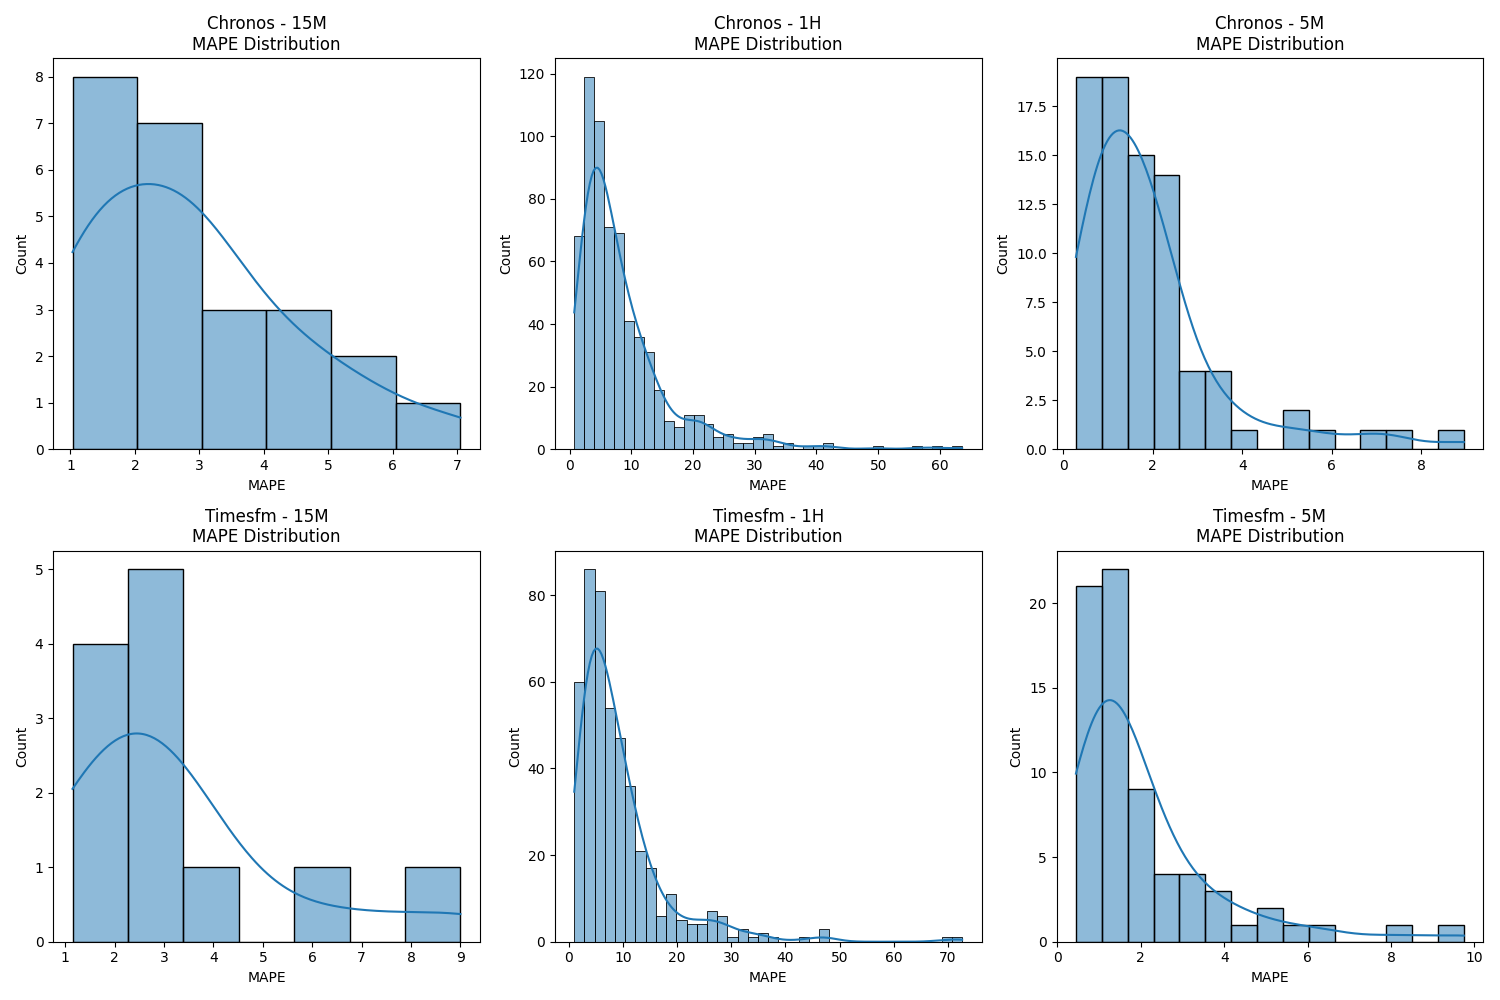 Chronos - 15M
MAPE Distribution
8
7
6
5
4
3
2
1
0
Count
1 2 3 4 5 6 7
MAPE
Chronos - 1H
MAPE Distribution
120
100
80
60
40
20
0
Count
0 10 20 30 40 50 60
MAPE
Chronos - 5M
MAPE Distribution
17.5
15.0
12.5
10.0
7.5
5.0
2.5
0.0
Count
0 2 4 6 8
MAPE
Timesfm - 15M
MAPE Distribution
5
4
3
2
1
0
Count
1 2 3 4 5 6 7 8 9
MAPE
Timesfm - 1H
MAPE Distribution
80
60
40
20
0
Count
0 10 20 30 40 50 60 70
MAPE
Timesfm - 5M
MAPE Distribution
20
15
10
5
0
Count
0 2 4 6 8 10
MAPE